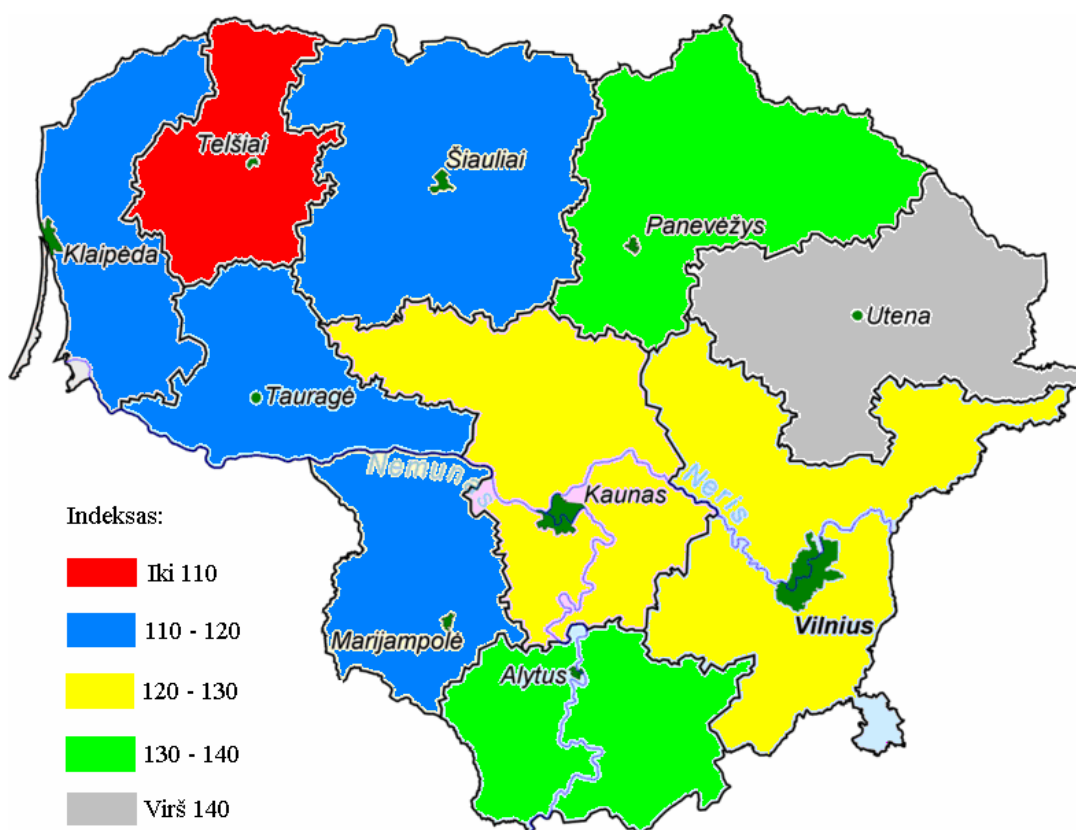 Telšiai
Šiauliai
Klaipėda
Panevėžys
Utena
Tauragė
Nemunas
Neris
Kaunas
Marijampolė
Alytus
Vilnius
Indeksas:
Iki 110
110 - 120
120 - 130
130 - 140
Virš 140